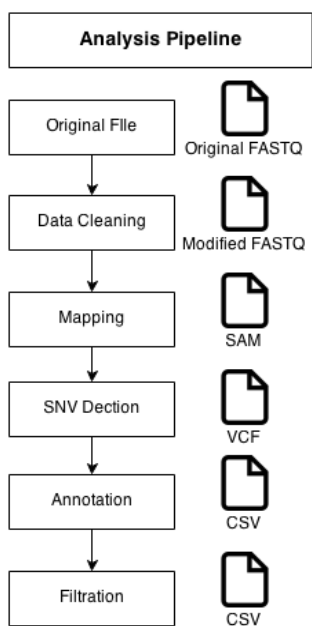 Analysis Pipeline
Original FIle
Original FASTQ
Data Cleaning
Modified FASTQ
Mapping
SAM
SNV Dection
VCF
Annotation
CSV
Filtration
CSV